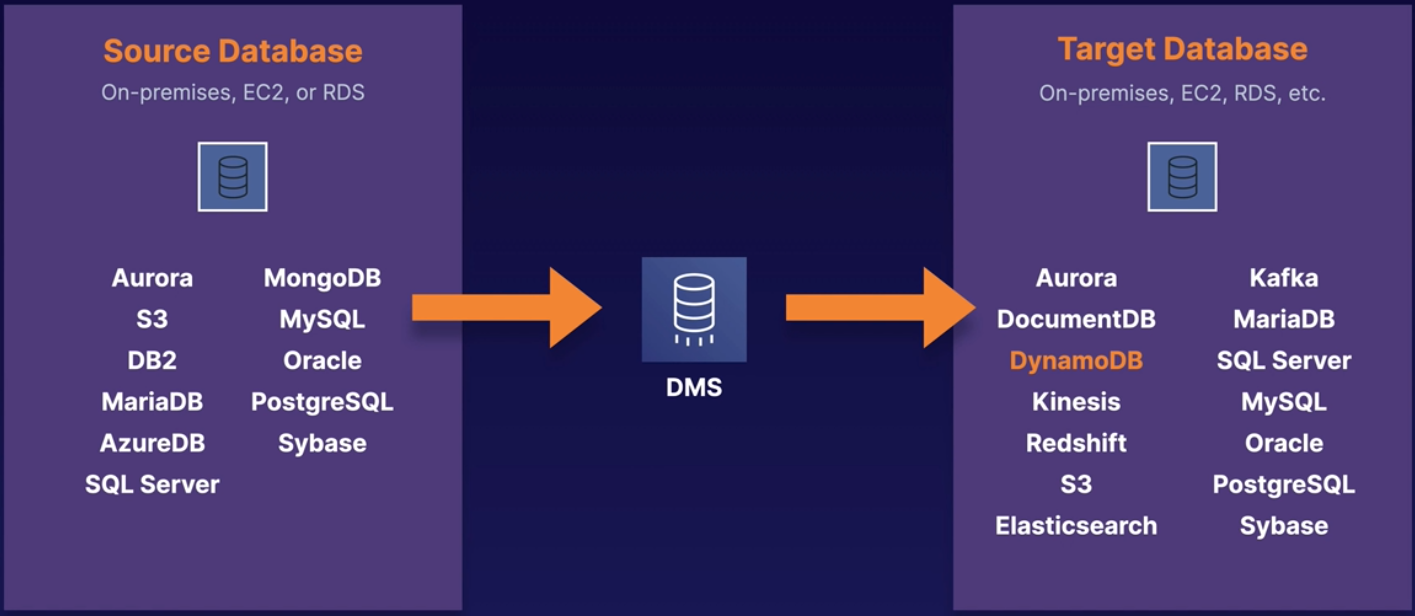 Source Database
On-premises, EC2, or RDS
Aurora
S3
DB2
MariaDB
AzureDB
SQL Server
MongoDB
MySQL
Oracle
PostgreSQL
Sybase
DMS
Target Database
On-premises, EC2, RDS, etc.
Aurora
DocumentDB
DynamoDB
Kinesis
Redshift
S3
Elasticsearch
Kafka
MariaDB
SQL Server
MySQL
Oracle
PostgreSQL
Sybase